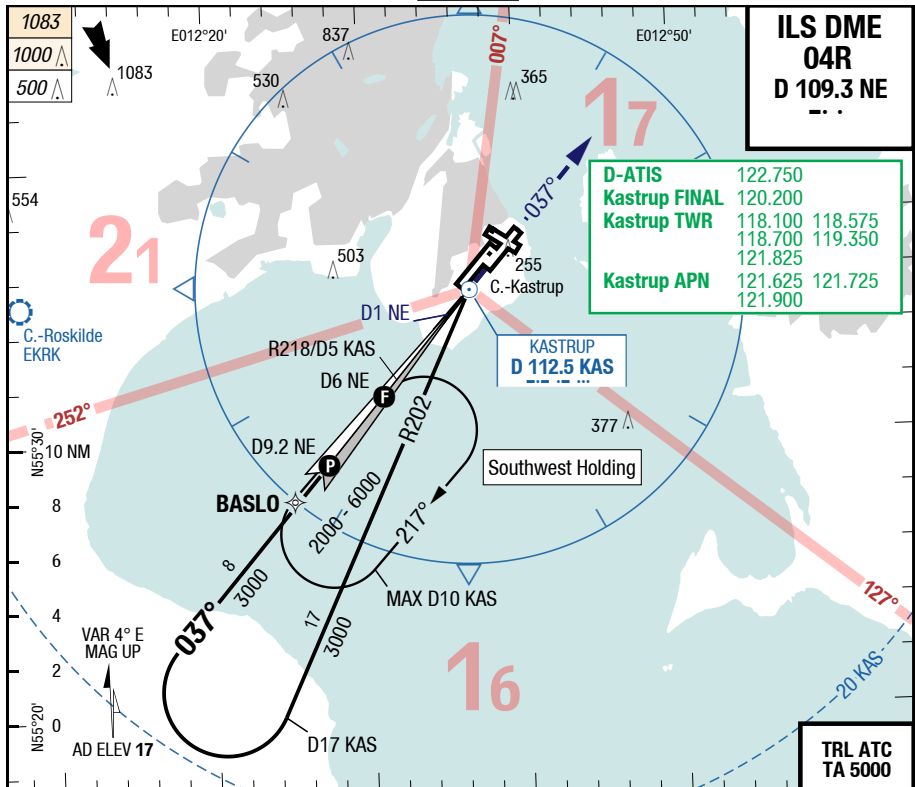 1083
1000
500
1083
E012°20'
837
530
007°
365
E012°50'
ILS DME
04R
D 109.3 NE
17
037°
D-ATIS 122.750
Kastrup FINAL 120.200
Kastrup TWR 118.100 118.575
118.700 119.350
121.825
Kastrup APN 121.625 121.725
121.900
554
21
503
255
C.-Kastrup
D1 NE
C.-Roskilde
EKRK
R218/D5 KAS
KASTRUP
D 112.5 KAS
D6 NE
F
252°
R202
377
N55°30'
10 NM
D9.2 NE
P
Southwest Holding
BASLO
8
2000 - 6000
217°
6
8
3000
MAX D10 KAS
127°
4
037°
17
3000
VAR 4° E
MAG UP
16
2
20 KAS
N55°20'
0
AD ELEV 17
D17 KAS
TRL ATC
TA 5000